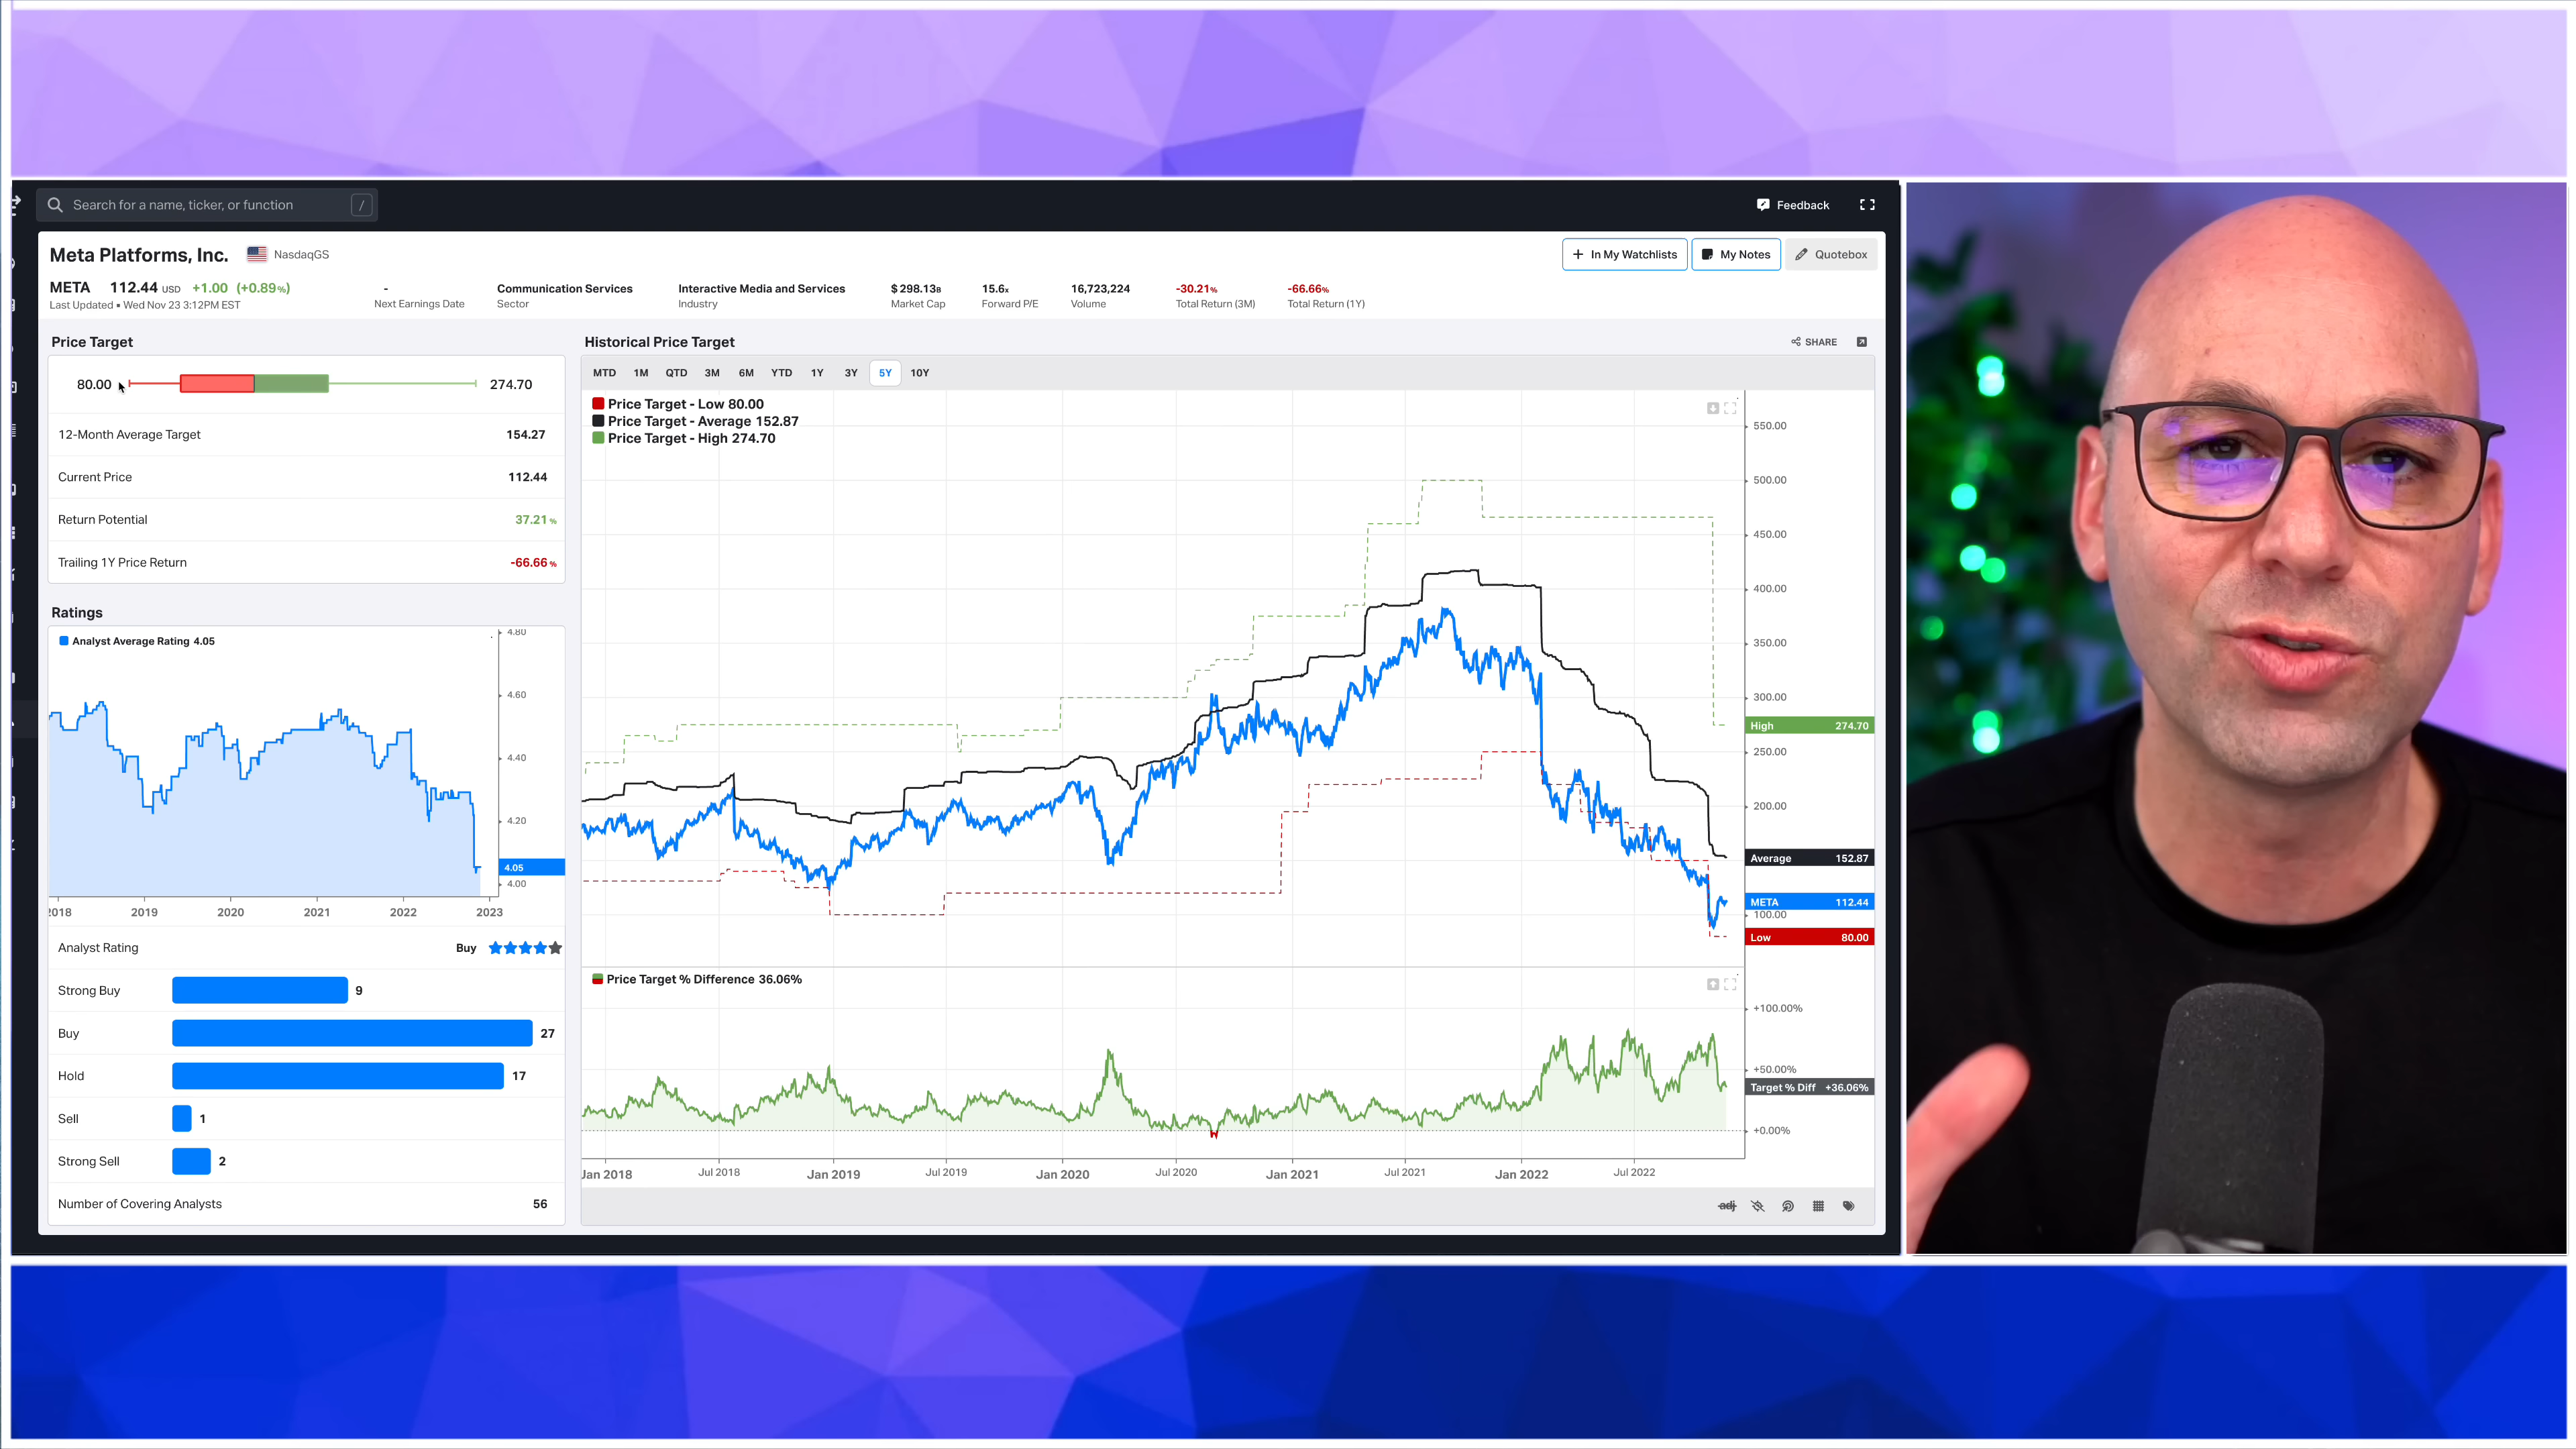 Search for a name, ticker, or function /
Feedback
Meta Platforms, Inc. NasdaqGS
+ In My Watchlists My Notes Quotebox
META 112.44 USD +1.00 (+0.89%)
Last Updated • Wed Nov 23 3:12PM EST
-
Next Earnings Date
Communication Services
Sector
Interactive Media and Services
Industry
$ 298.13B
Market Cap
15.6x
Forward P/E
16,723,224
Volume
-30.21%
Total Return (3M)
-66.66%
Total Return (1Y)
Price Target
80.00 274.70
12-Month Average Target 154.27
Current Price 112.44
Return Potential 37.21%
Trailing 1Y Price Return -66.66%
Ratings
Analyst Average Rating 4.05
4.80
4.60
4.40
4.20
4.05
4.00
2018 2019 2020 2021 2022 2023
Analyst Rating Buy
Strong Buy 9
Buy 27
Hold 17
Sell 1
Strong Sell 2
Number of Covering Analysts 56
Historical Price Target
SHARE
MTD 1M QTD 3M 6M YTD 1Y 3Y 5Y 10Y
Price Target - Low 80.00
Price Target - Average 152.87
Price Target - High 274.70
550.00
500.00
450.00
400.00
350.00
300.00
High 274.70
250.00
200.00
Average 152.87
META 112.44
100.00
Low 80.00
Price Target % Difference 36.06%
+100.00%
+50.00%
Target % Diff +36.06%
+0.00%
Jan 2018 Jul 2018 Jan 2019 Jul 2019 Jan 2020 Jul 2020 Jan 2021 Jul 2021 Jan 2022 Jul 2022
adj